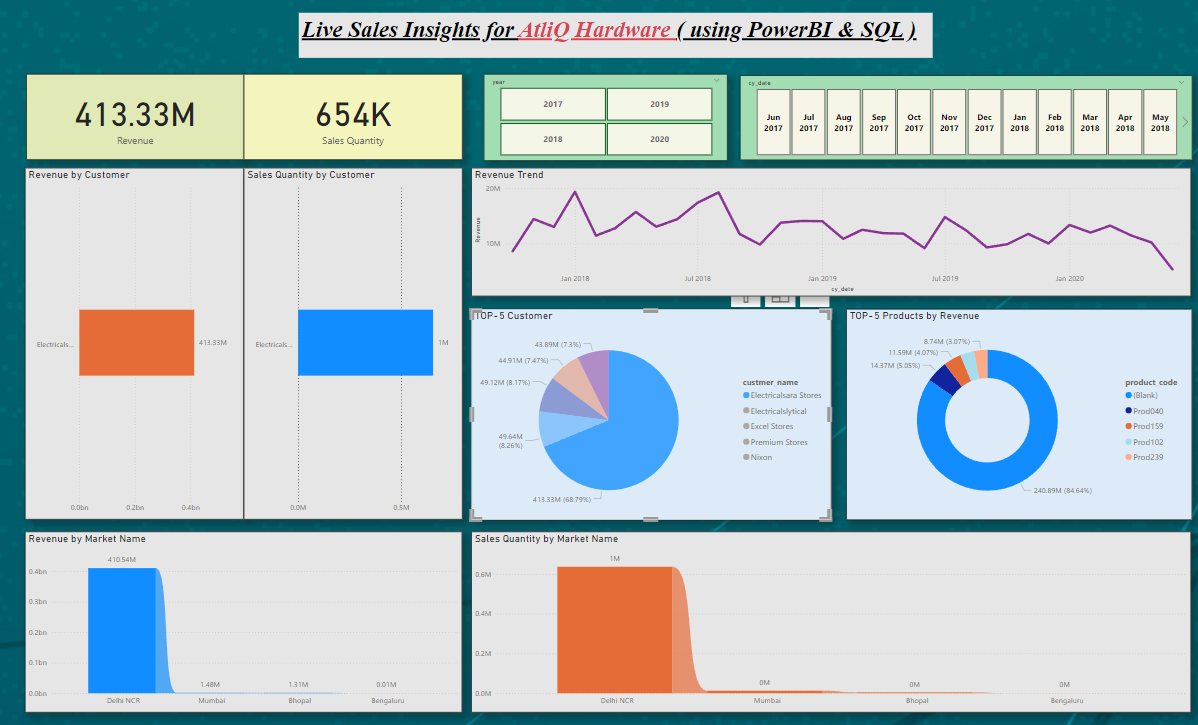 Live Sales Insights for AtliQ Hardware ( using PowerBI & SQL )
413.33M
Revenue
654K
Sales Quantity
year
2017
2019
2018
2020
cy_date
Jun 2017
Jul 2017
Aug 2017
Sep 2017
Oct 2017
Nov 2017
Dec 2017
Jan 2018
Feb 2018
Mar 2018
Apr 2018
May 2018
Revenue by Customer
Electricals...
413.33M
0.0bn
0.2bn
0.4bn
Sales Quantity by Customer
Electricals...
1M
0.0M
0.5M
Revenue Trend
Revenue
20M
10M
Jan 2018
Jul 2018
Jan 2019
Jul 2019
Jan 2020
cy_date
TOP-5 Customer
43.89M (7.3%)
44.91M (7.47%)
49.12M (8.17%)
49.64M
(8.26%)
413.33M (68.79%)
custmer_name
Electricalsara Stores
Electricalslytical
Excel Stores
Premium Stores
Nixon
TOP-5 Products by Revenue
8.74M (3.07%)
11.59M (4.07%)
14.37M (5.05%)
240.89M (84.64%)
product_code
(Blank)
Prod040
Prod159
Prod102
Prod239
Revenue by Market Name
0.4bn
0.3bn
0.2bn
0.1bn
0.0bn
410.54M
1.48M
1.31M
0.01M
Delhi NCR
Mumbai
Bhopal
Bengaluru
Sales Quantity by Market Name
0.6M
0.4M
0.2M
0.0M
1M
0M
0M
0M
Delhi NCR
Mumbai
Bhopal
Bengaluru